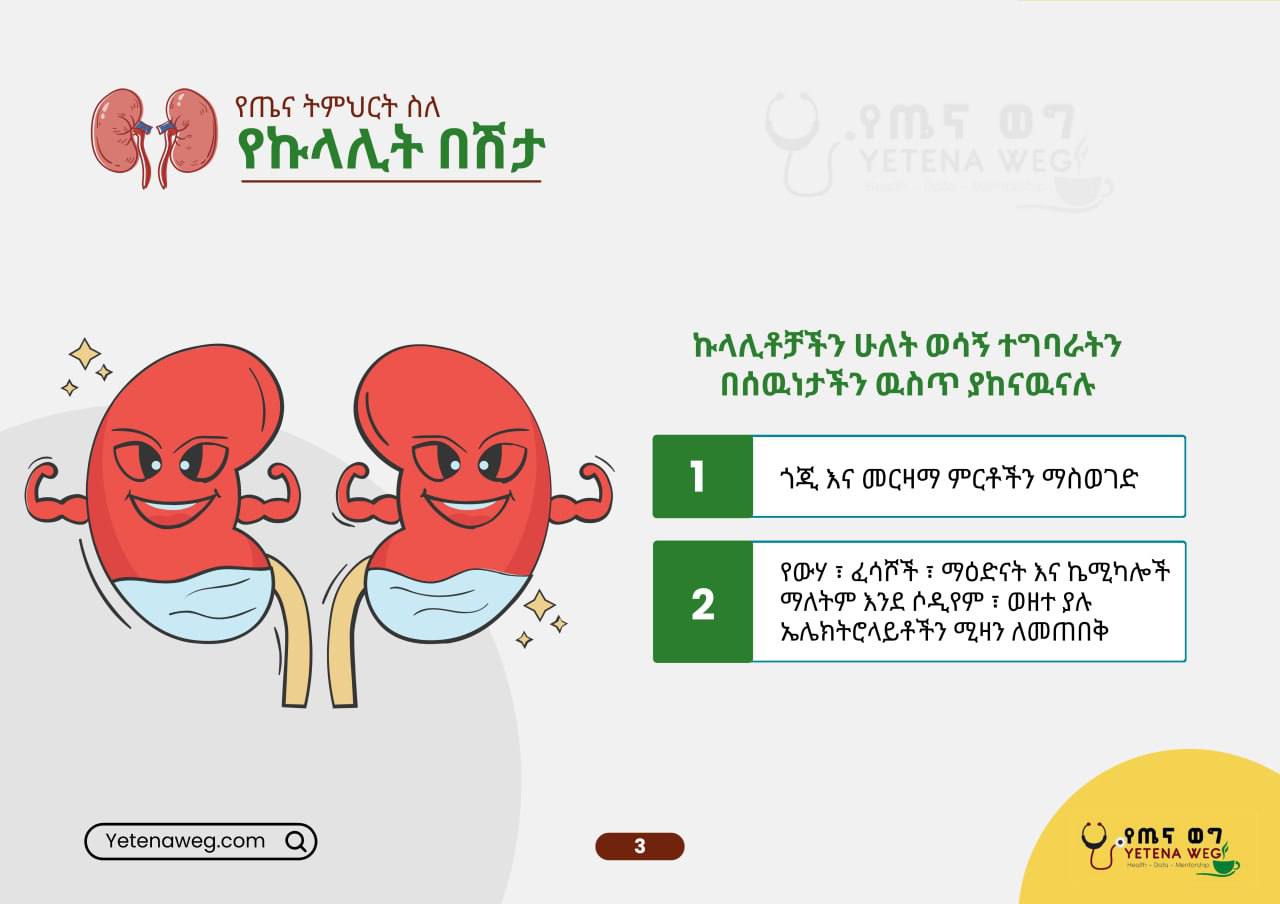 የጤና ትምህርት ስለ
የኩላሊት በሽታ
የጤና ወግ
YETENA WEG
Health - Data - Mentorship
ኩላሊቶቻችን ሁለት ወሳኝ ተግባራትን
በሰዉነታችን ዉስጥ ያከናዉናሉ
1
ጎጂ እና መርዛማ ምርቶችን ማስወገድ
2
የውሃ ፣ ፈሳሾች ፣ ማዕድናት እና ኬሚካሎች
ማለትም እንደ ሶዲየም ፣ ወዘተ ያሉ
ኤሌክትሮላይቶችን ሚዛን ለመጠበቅ
Yetenaweg.com
3
የጤና ወግ
YETENA WEG
Health - Data - Mentorship